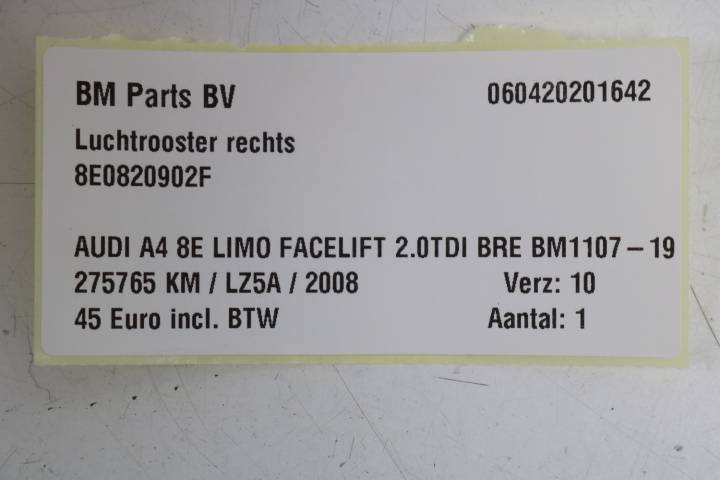 BM Parts BV 060420201642
Luchtrooster rechts
8E0820902F
AUDI A4 8E LIMO FACELIFT 2.0TDI BRE BM1107-19
275765 KM / LZ5A / 2008 Verz: 10
45 Euro incl. BTW Aantal: 1